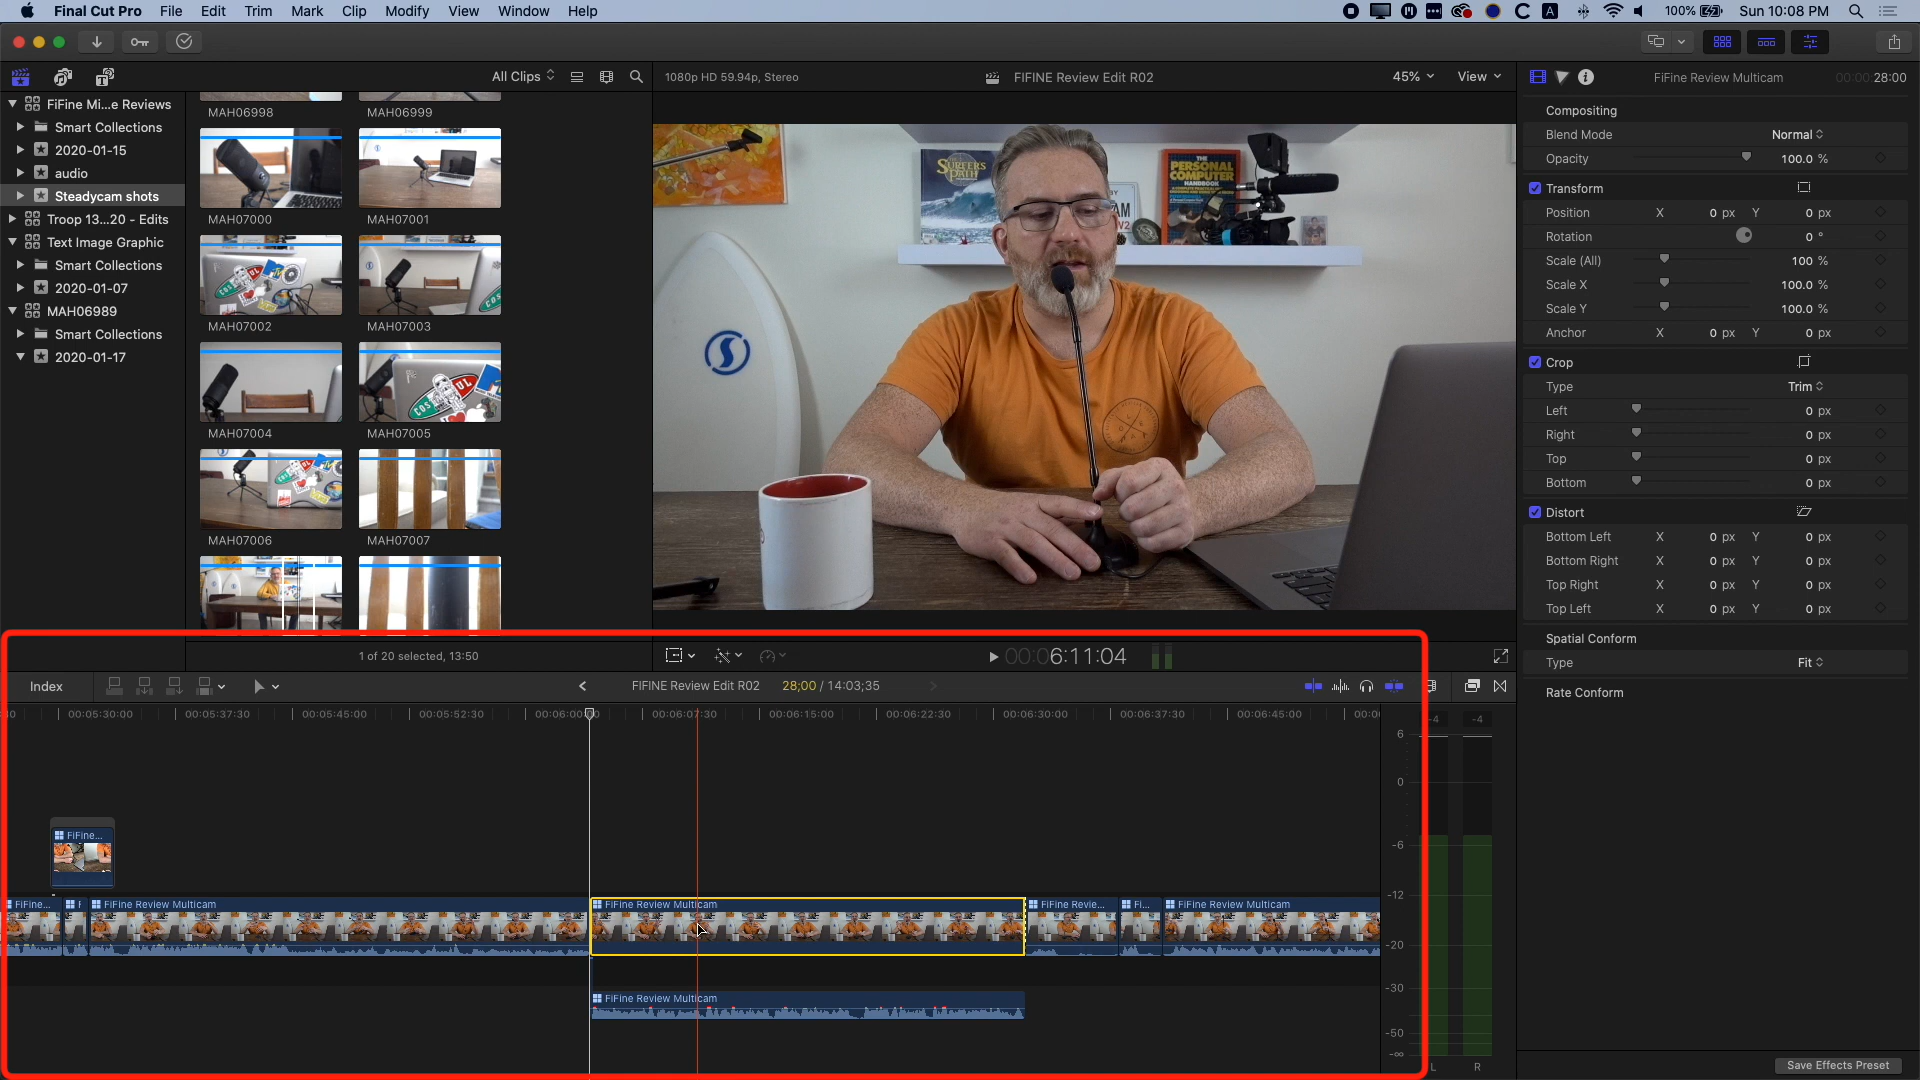 Final Cut Pro File Edit Trim Mark Clip Modify View Window Help
100% Sun 10:08 PM
All Clips
1080p HD 59.94p, Stereo
FIFINE Review Edit R02
45% View
FiFine Review Multicam
00:00:28:00
FiFine Mi...e Reviews
Smart Collections
2020-01-15
audio
Steadycam shots
Troop 13...20 - Edits
Text Image Graphic
Smart Collections
2020-01-07
MAH06989
Smart Collections
2020-01-17
MAH06998 MAH06999
MAH07000 MAH07001
MAH07002 MAH07003
MAH07004 MAH07005
MAH07006 MAH07007
1 of 20 selected, 13:50
THE SURFER'S PATH
THE PERSONAL COMPUTER HANDBOOK
00:06:11:04
Compositing
Blend Mode Normal
Opacity 100.0 %
Transform
Position X 0 px Y 0 px
Rotation 0 °
Scale (All) 100 %
Scale X 100.0 %
Scale Y 100.0 %
Anchor X 0 px Y 0 px
Crop
Type Trim
Left 0 px
Right 0 px
Top 0 px
Bottom 0 px
Distort
Bottom Left X 0 px Y 0 px
Bottom Right X 0 px Y 0 px
Top Right X 0 px Y 0 px
Top Left X 0 px Y 0 px
Spatial Conform
Type Fit
Rate Conform
Save Effects Preset
Index
FIFINE Review Edit R02 28;00 / 14:03;35
00:05:30:00 00:05:37:30 00:05:45:00 00:05:52:30 00:06:00:00 00:06:07:30 00:06:15:00 00:06:22:30 00:06:30:00 00:06:37:30 00:06:45:00
-4 -4
6
0
-6
-12
-20
-30
-50
-∞
L R
FiFine...
FiFine... FiFine Review Multicam FiFine Review Multicam FiFine Revie... Fi... FiFine Review Multicam
FiFine Review Multicam